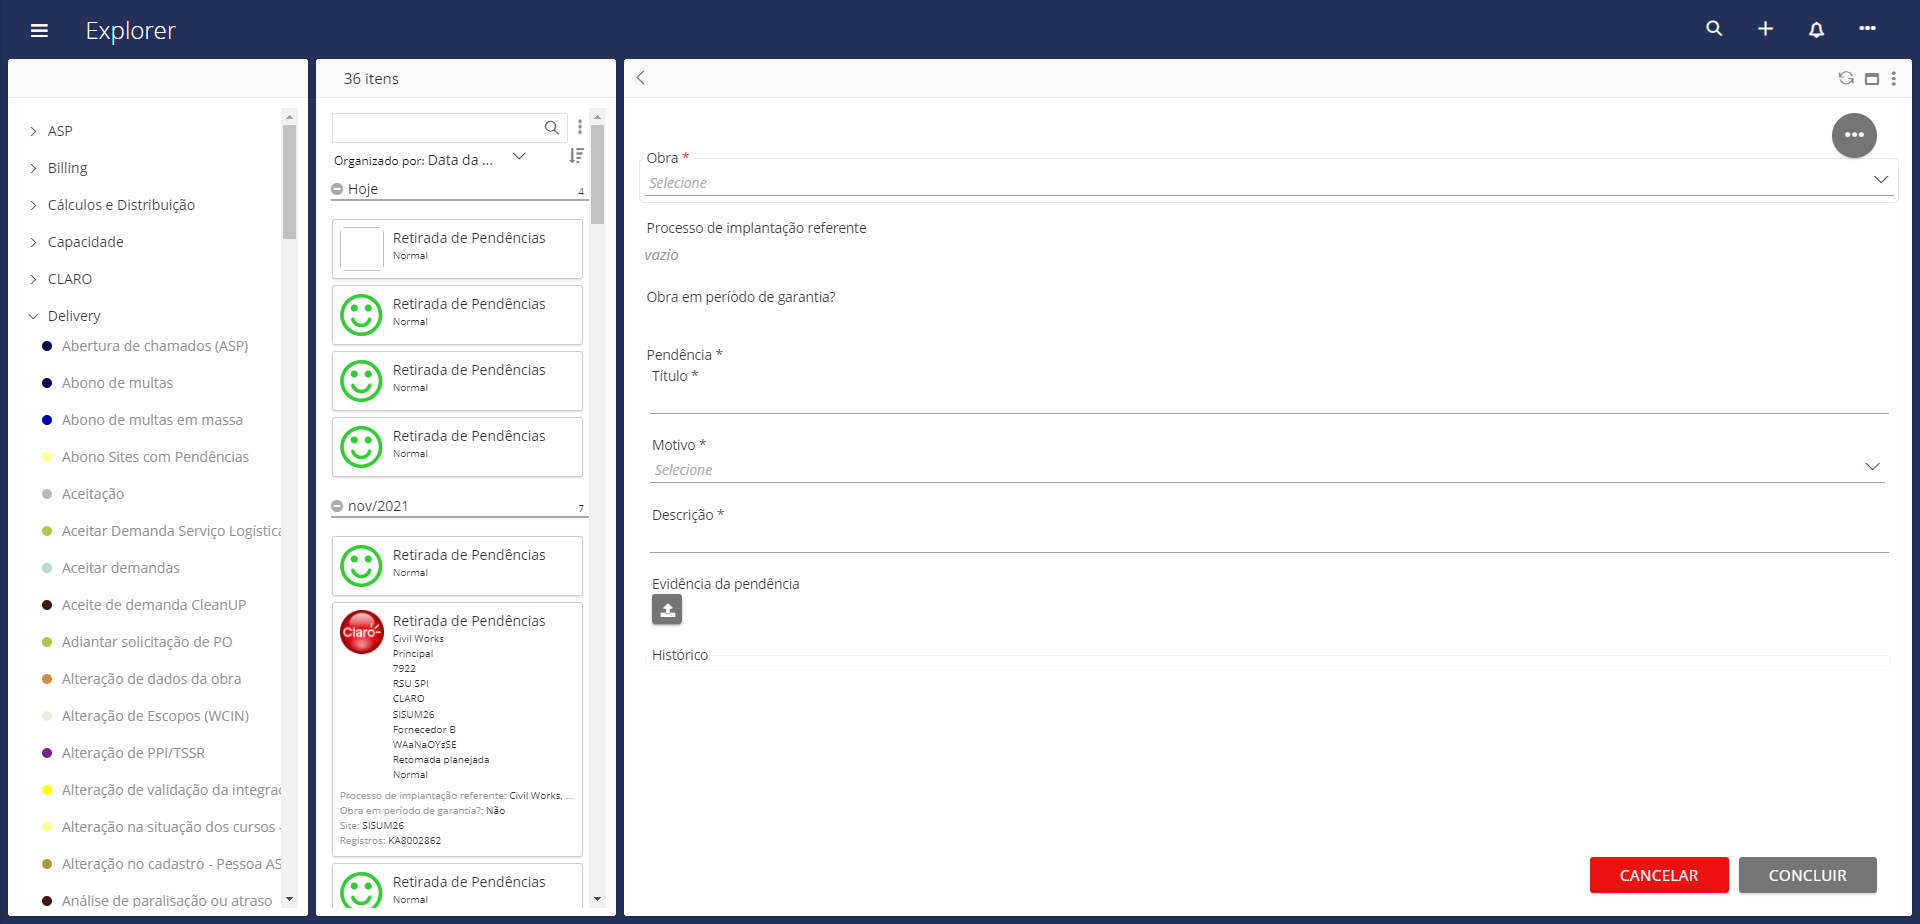 Explorer
ASP
Billing
Cálculos e Distribuição
Capacidade
CLARO
Delivery
Abertura de chamados (ASP)
Abono de multas
Abono de multas em massa
Abono Sites com Pendências
Aceitação
Aceitar Demanda Serviço Logística
Aceitar demandas
Aceite de demanda CleanUP
Adiantar solicitação de PO
Alteração de dados da obra
Alteração de Escopos (WCIN)
Alteração de PPI/TSSR
Alteração de validação da integrac
Alteração na situação dos cursos -
Alteração no cadastro - Pessoa AS
Análise de paralisação ou atraso
36 itens
Organizado por: Data da ...
Hoje 4
Retirada de Pendências
Normal
Retirada de Pendências
Normal
Retirada de Pendências
Normal
Retirada de Pendências
Normal
nov/2021 7
Retirada de Pendências
Normal
Claro
Retirada de Pendências
Civil Works
Principal
7922
RSU SPI
CLARO
SISUM26
Fornecedor B
WAaNaOYsSE
Retomada planejada
Normal
Processo de implantação referente: Civil Works, ...
Obra em período de garantia?: Não
Site: SISUM26
Registros: KA8002862
Retirada de Pendências
Normal
Obra *
Selecione
Processo de implantação referente
vazio
Obra em período de garantia?
Pendência *
Título *
Motivo *
Selecione
Descrição *
Evidência da pendência
Histórico
CANCELAR
CONCLUIR